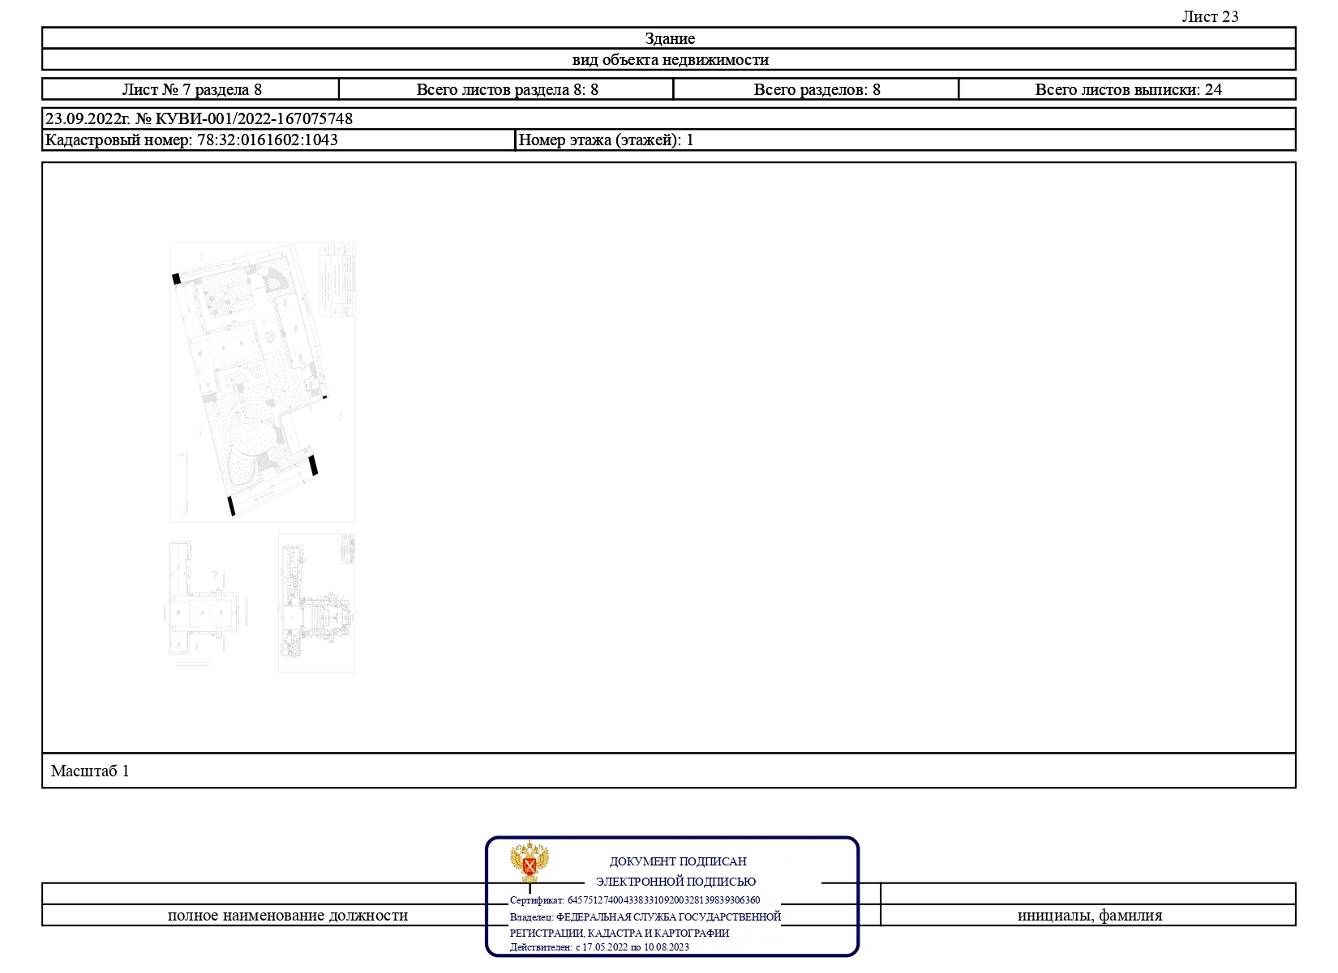 Лист 23
Здание
вид объекта недвижимости
Лист № 7 раздела 8 Всего листов раздела 8: 8 Всего разделов: 8 Всего листов выписки: 24
23.09.2022г. № КУВИ-001/2022-167075748
Кадастровый номер: 78:32:0161602:1043 Номер этажа (этажей): 1
Масштаб 1
ДОКУМЕНТ ПОДПИСАН
ЭЛЕКТРОННОЙ ПОДПИСЬЮ
Сертификат: 64575127400433833109200328139839306360
Владелец: ФЕДЕРАЛЬНАЯ СЛУЖБА ГОСУДАРСТВЕННОЙ
РЕГИСТРАЦИИ, КАДАСТРА И КАРТОГРАФИИ
Действителен: с 17.05.2022 по 10.08.2023
полное наименование должности инициалы, фамилия